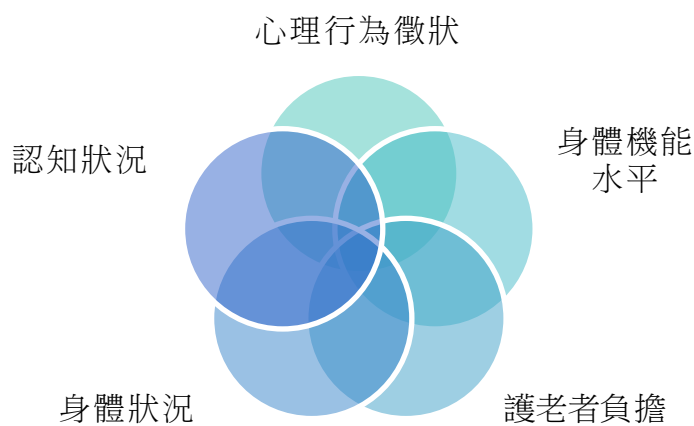 心理行為徵狀
認知狀況
身體機能
水平
身體狀況
護老者負擔